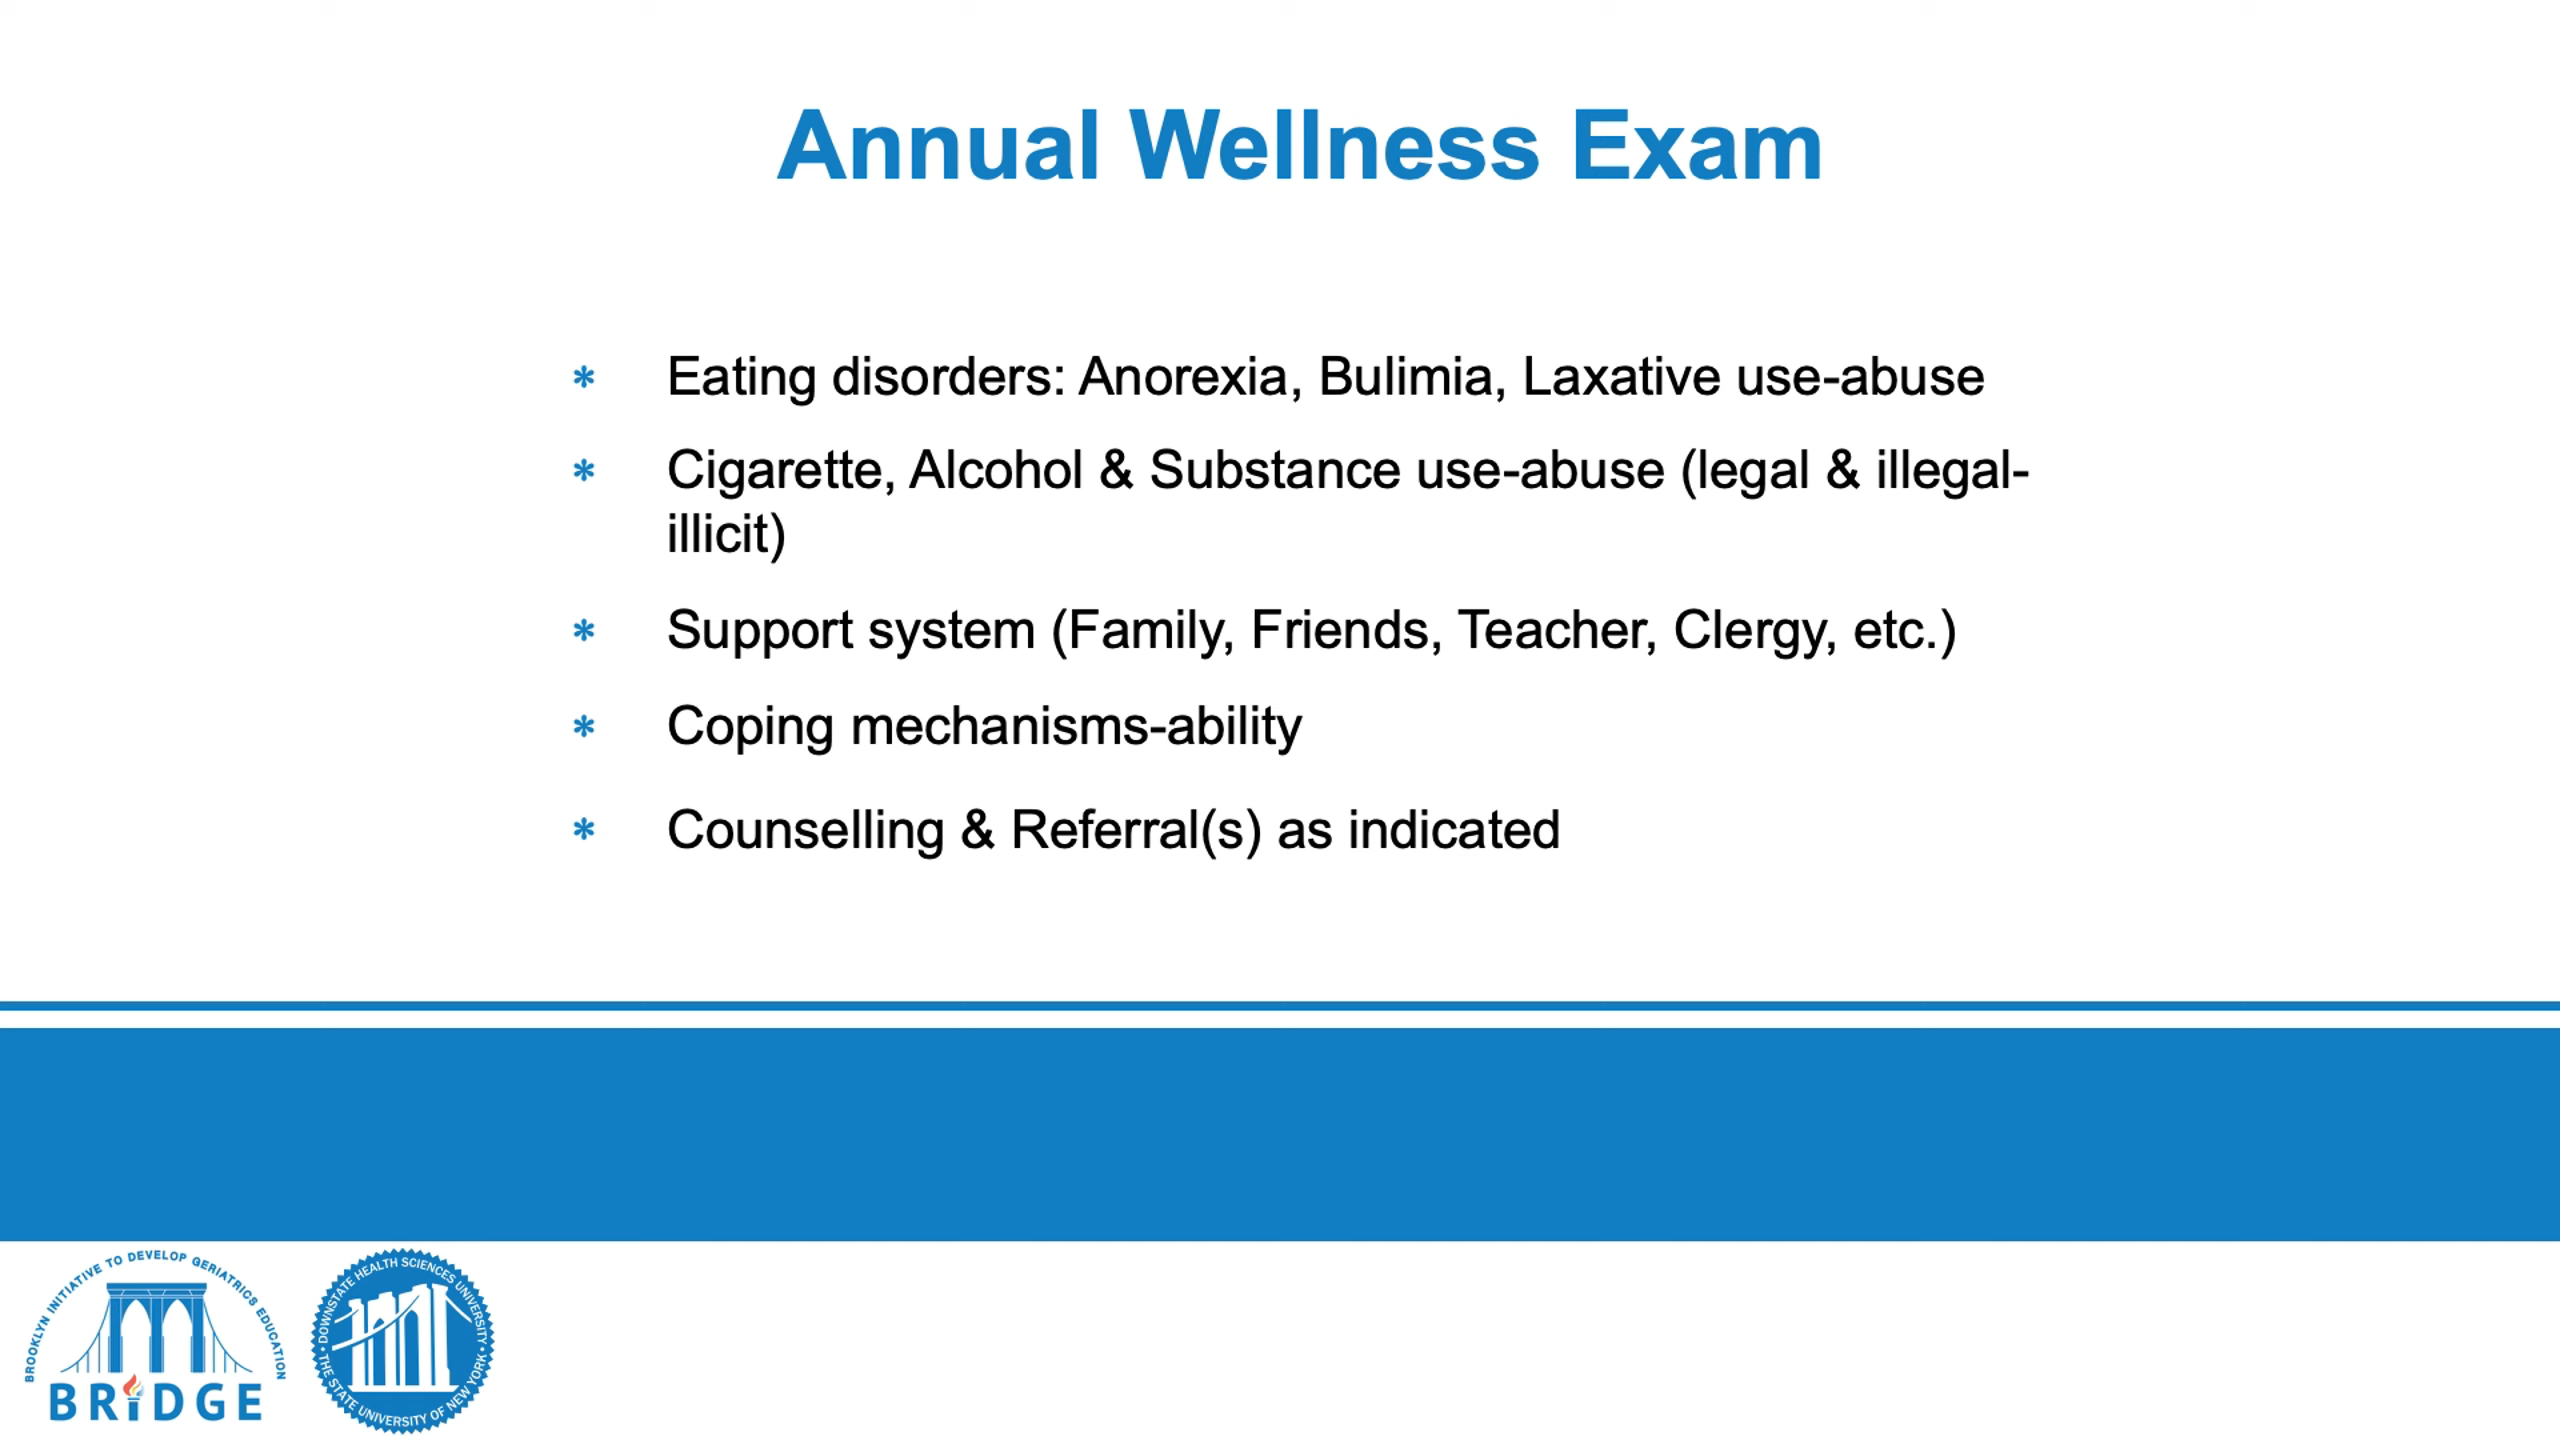 Annual Wellness Exam
* Eating disorders: Anorexia, Bulimia, Laxative use-abuse
* Cigarette, Alcohol & Substance use-abuse (legal & illegal-
illicit)
* Support system (Family, Friends, Teacher, Clergy, etc.)
* Coping mechanisms-ability
* Counselling & Referral(s) as indicated
BROOKLYN INITIATIVE TO DEVELOP GERIATRICS EDUCATION
BRiDGE
DOWNSTATE HEALTH SCIENCES UNIVERSITY
THE STATE UNIVERSITY OF NEW YORK